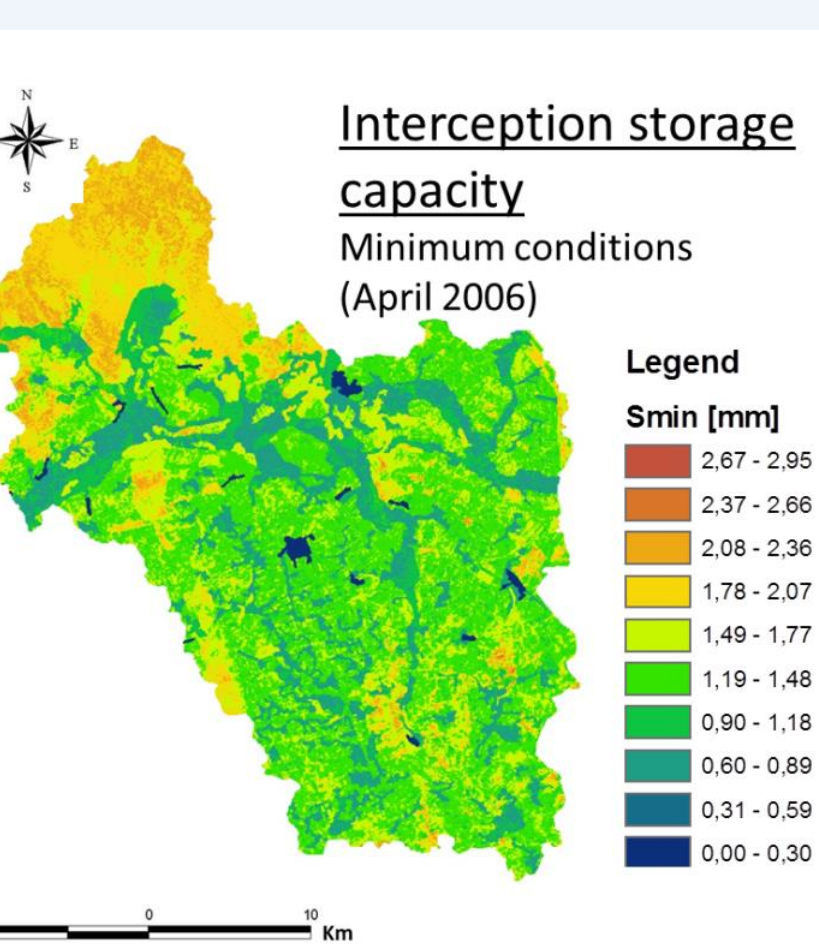 N
E
S
Interception storage
capacity
Minimum conditions
(April 2006)
Legend
Smin [mm]
2,67 - 2,95
2,37 - 2,66
2,08 - 2,36
1,78 - 2,07
1,49 - 1,77
1,19 - 1,48
0,90 - 1,18
0,60 - 0,89
0,31 - 0,59
0,00 - 0,30
0 10
Km